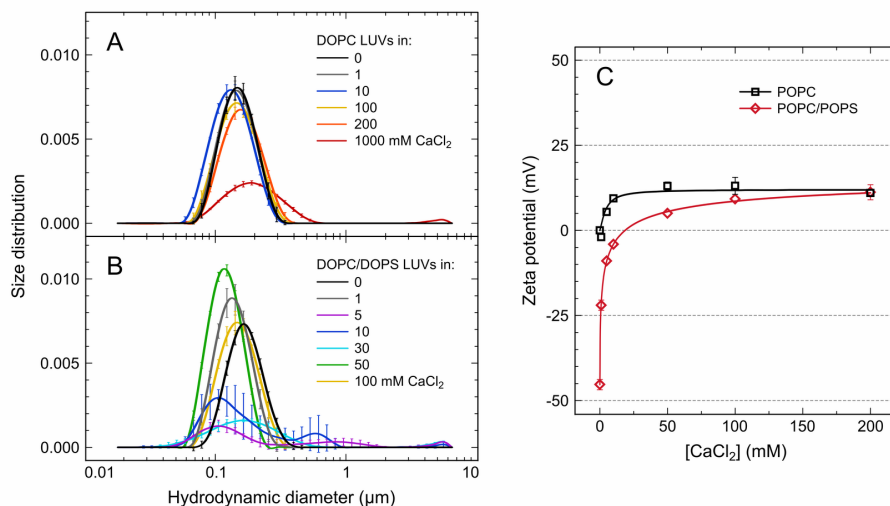 A
DOPC LUVs in:
0
1
10
100
200
1000 mM CaCl₂
0.010
0.005
0.000
B
DOPC/DOPS LUVs in:
0
1
5
10
30
50
100 mM CaCl₂
0.010
0.005
0.000
Size distribution
0.01 0.1 1 10
Hydrodynamic diameter (µm)
C
POPC
POPC/POPS
50
25
0
-25
-50
Zeta potential (mV)
0 50 100 150 200
[CaCl₂] (mM)